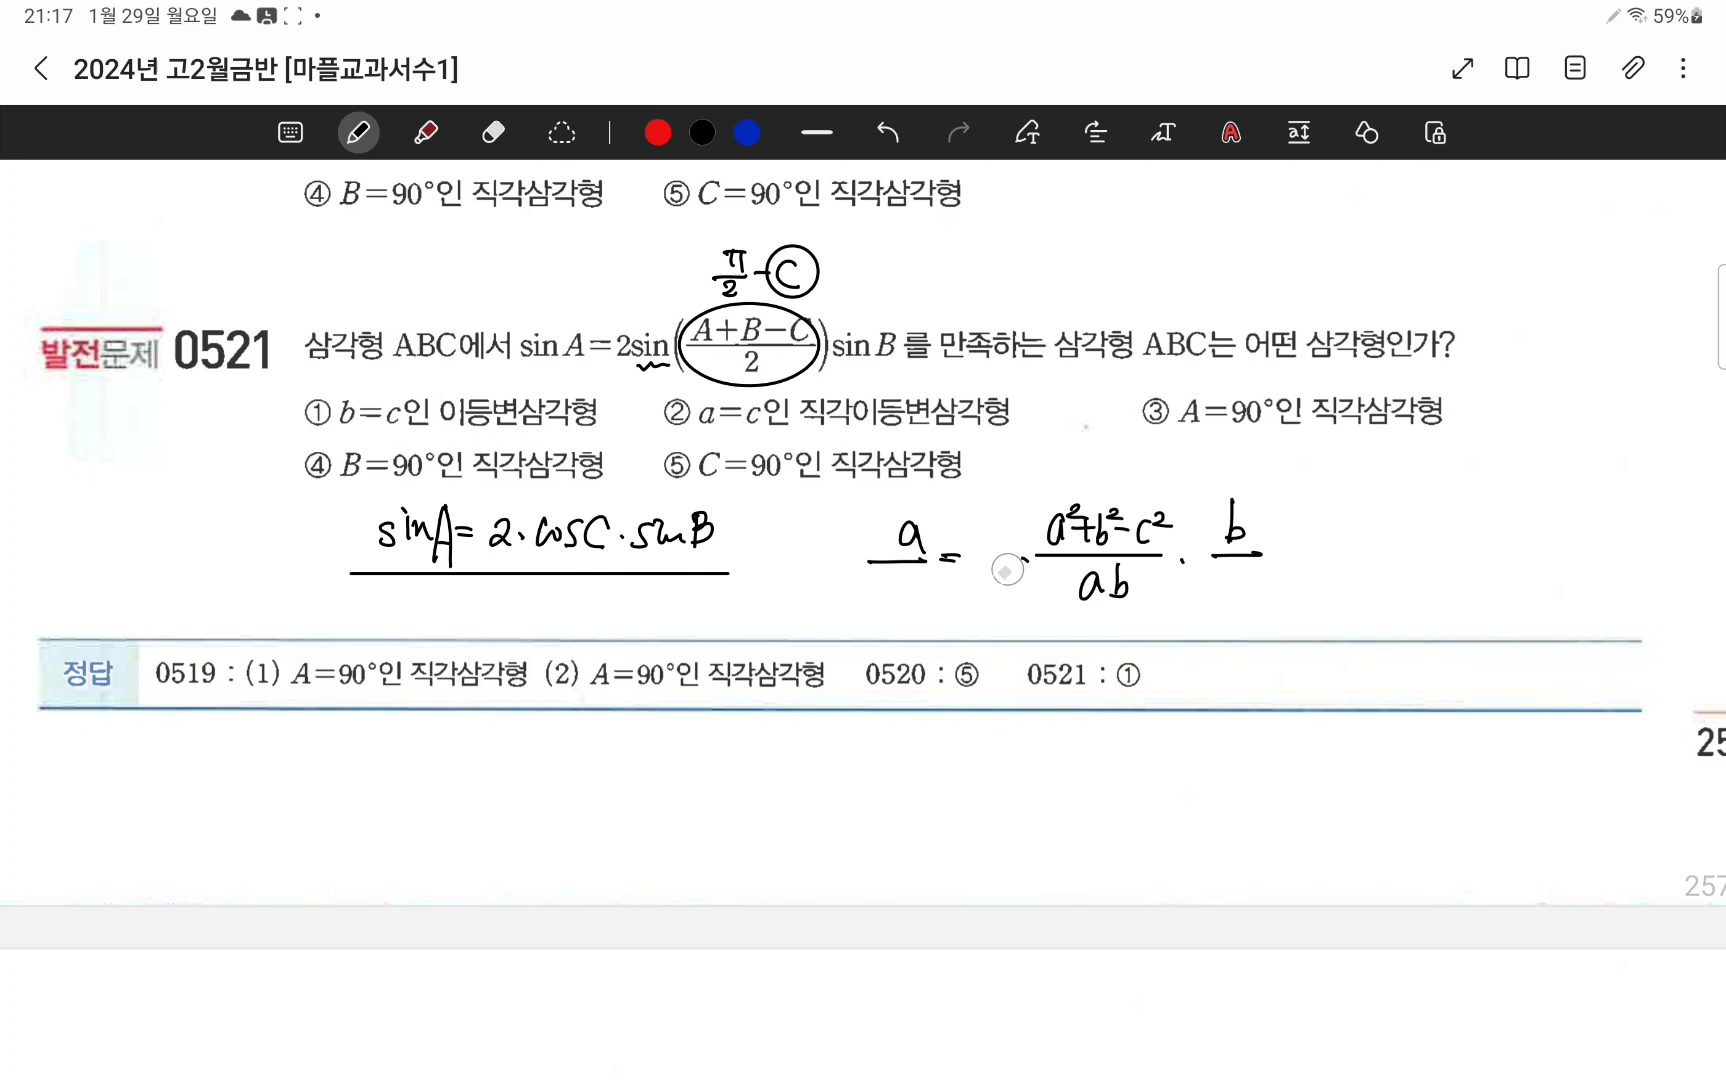 21:17 1월 29일 월요일 59%
2024년 고2월금반 [마플교과서수1]
④ B=90°인 직각삼각형 ⑤ C=90°인 직각삼각형
π/2-C
발전문제 0521 삼각형 ABC에서 sin A=2sin((A+B-C)/2)sin B를 만족하는 삼각형 ABC는 어떤 삼각형인가?
① b=c인 이등변삼각형 ② a=c인 직각이등변삼각형 ③ A=90°인 직각삼각형
④ B=90°인 직각삼각형 ⑤ C=90°인 직각삼각형
sinA= 2·cosC·sinB a = · (a²+b²-c²)/(ab) · b
정답 0519 : (1) A=90°인 직각삼각형 (2) A=90°인 직각삼각형 0520 : ⑤ 0521 : ①
257